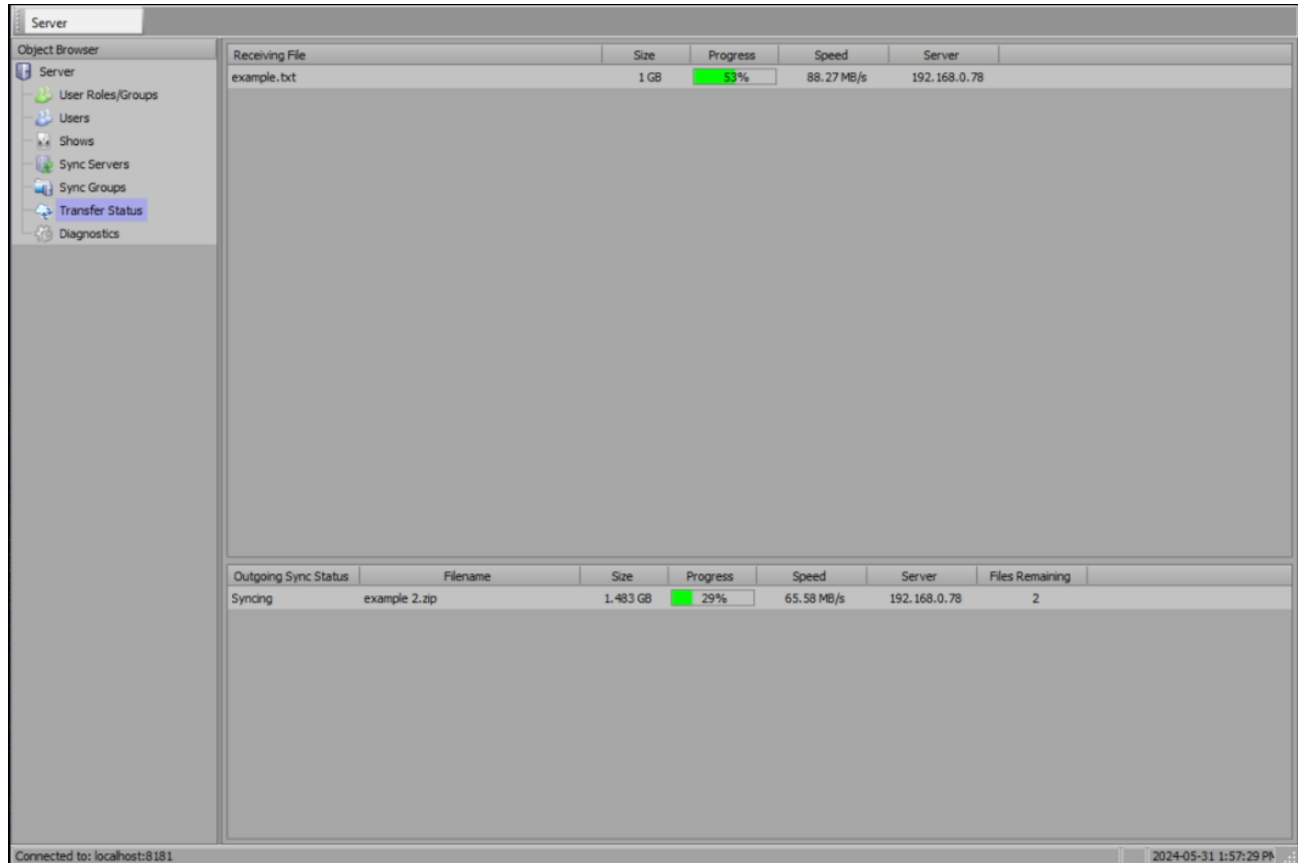 Server
Object Browser
Server
User Roles/Groups
Users
Shows
Sync Servers
Sync Groups
Transfer Status
Diagnostics
Receiving File Size Progress Speed Server
example.txt 1 GB 53% 88.27 MB/s 192.168.0.78
Outgoing Sync Status Filename Size Progress Speed Server Files Remaining
Syncing example 2.zip 1.483 GB 29% 65.58 MB/s 192.168.0.78 2
Connected to: localhost:8181 2024-05-31 1:57:29 PM